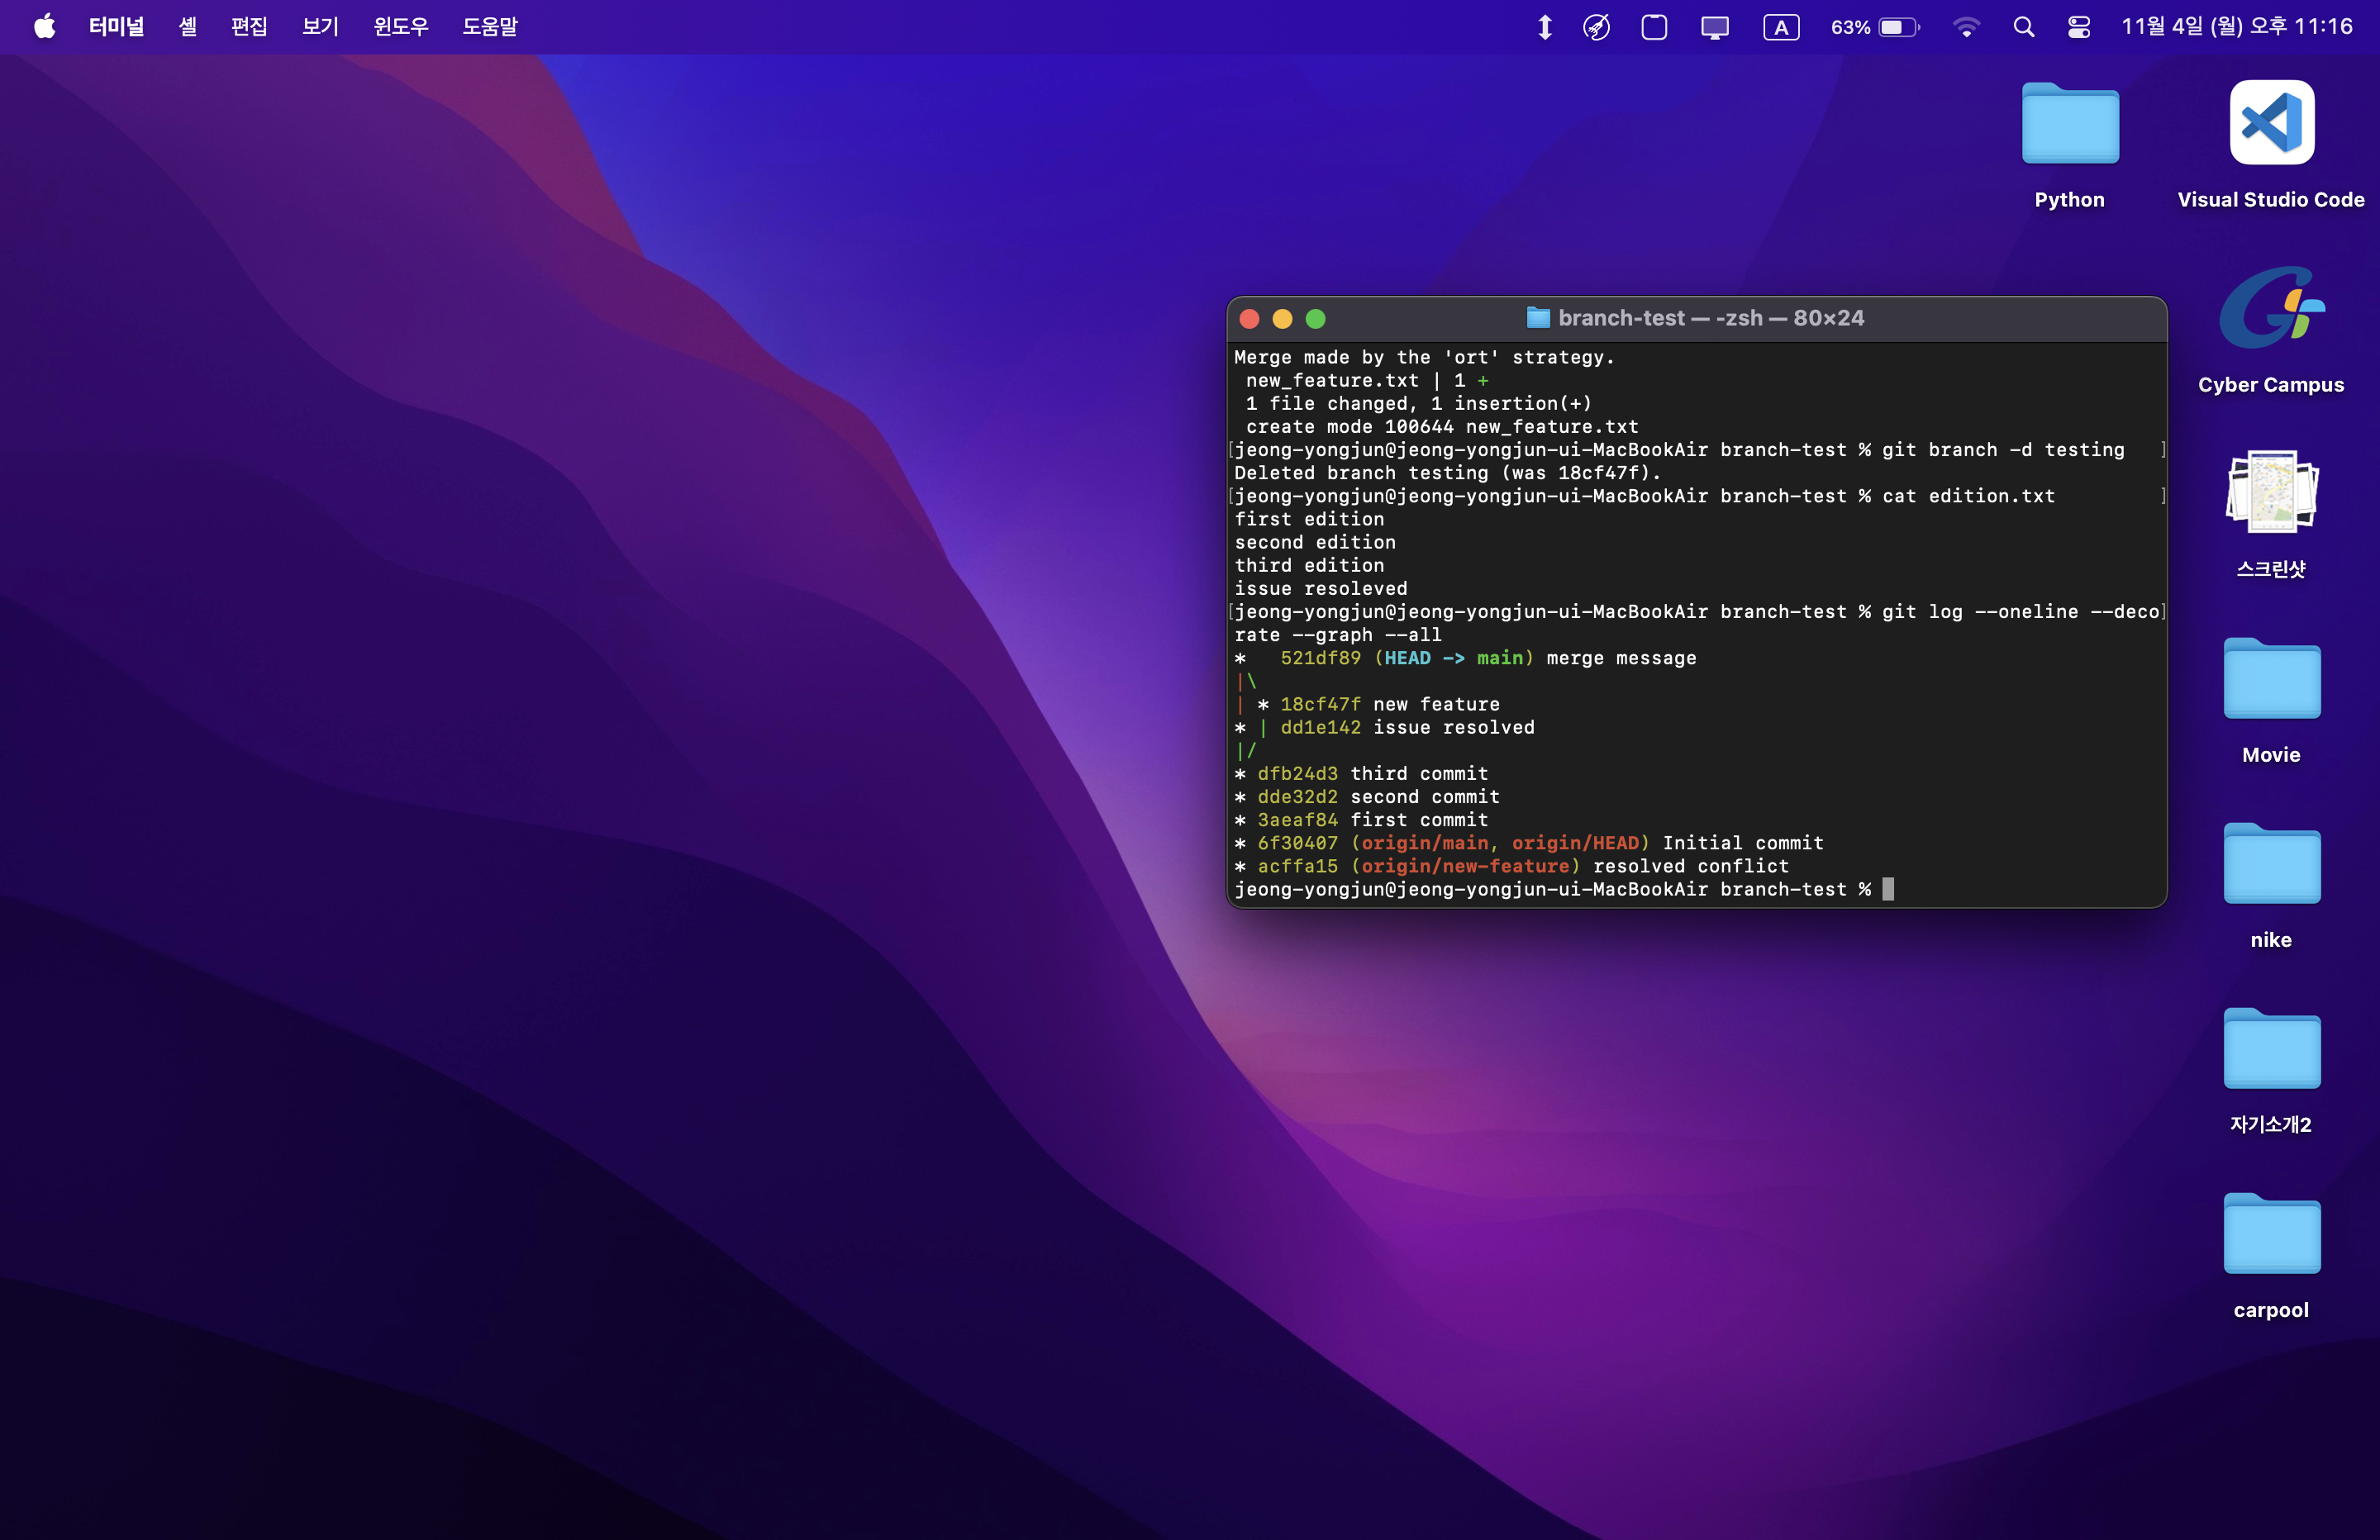 터미널 셸 편집 보기 윈도우 도움말 A 63% 11월 4일 (월) 오후 11:16
Python
Visual Studio Code
Cyber Campus
스크린샷
Movie
nike
자기소개2
carpool
branch-test — -zsh — 80×24
Merge made by the 'ort' strategy.
 new_feature.txt | 1 +
 1 file changed, 1 insertion(+)
 create mode 100644 new_feature.txt
[jeong-yongjun@jeong-yongjun-ui-MacBookAir branch-test % git branch -d testing   ]
Deleted branch testing (was 18cf47f).
[jeong-yongjun@jeong-yongjun-ui-MacBookAir branch-test % cat edition.txt         ]
first edition
second edition
third edition
issue resoleved
[jeong-yongjun@jeong-yongjun-ui-MacBookAir branch-test % git log --oneline --deco]
rate --graph --all
*   521df89 (HEAD -> main) merge message
|\
| * 18cf47f new feature
* | dd1e142 issue resolved
|/
* dfb24d3 third commit
* dde32d2 second commit
* 3aeaf84 first commit
* 6f30407 (origin/main, origin/HEAD) Initial commit
* acffa15 (origin/new-feature) resolved conflict
jeong-yongjun@jeong-yongjun-ui-MacBookAir branch-test %